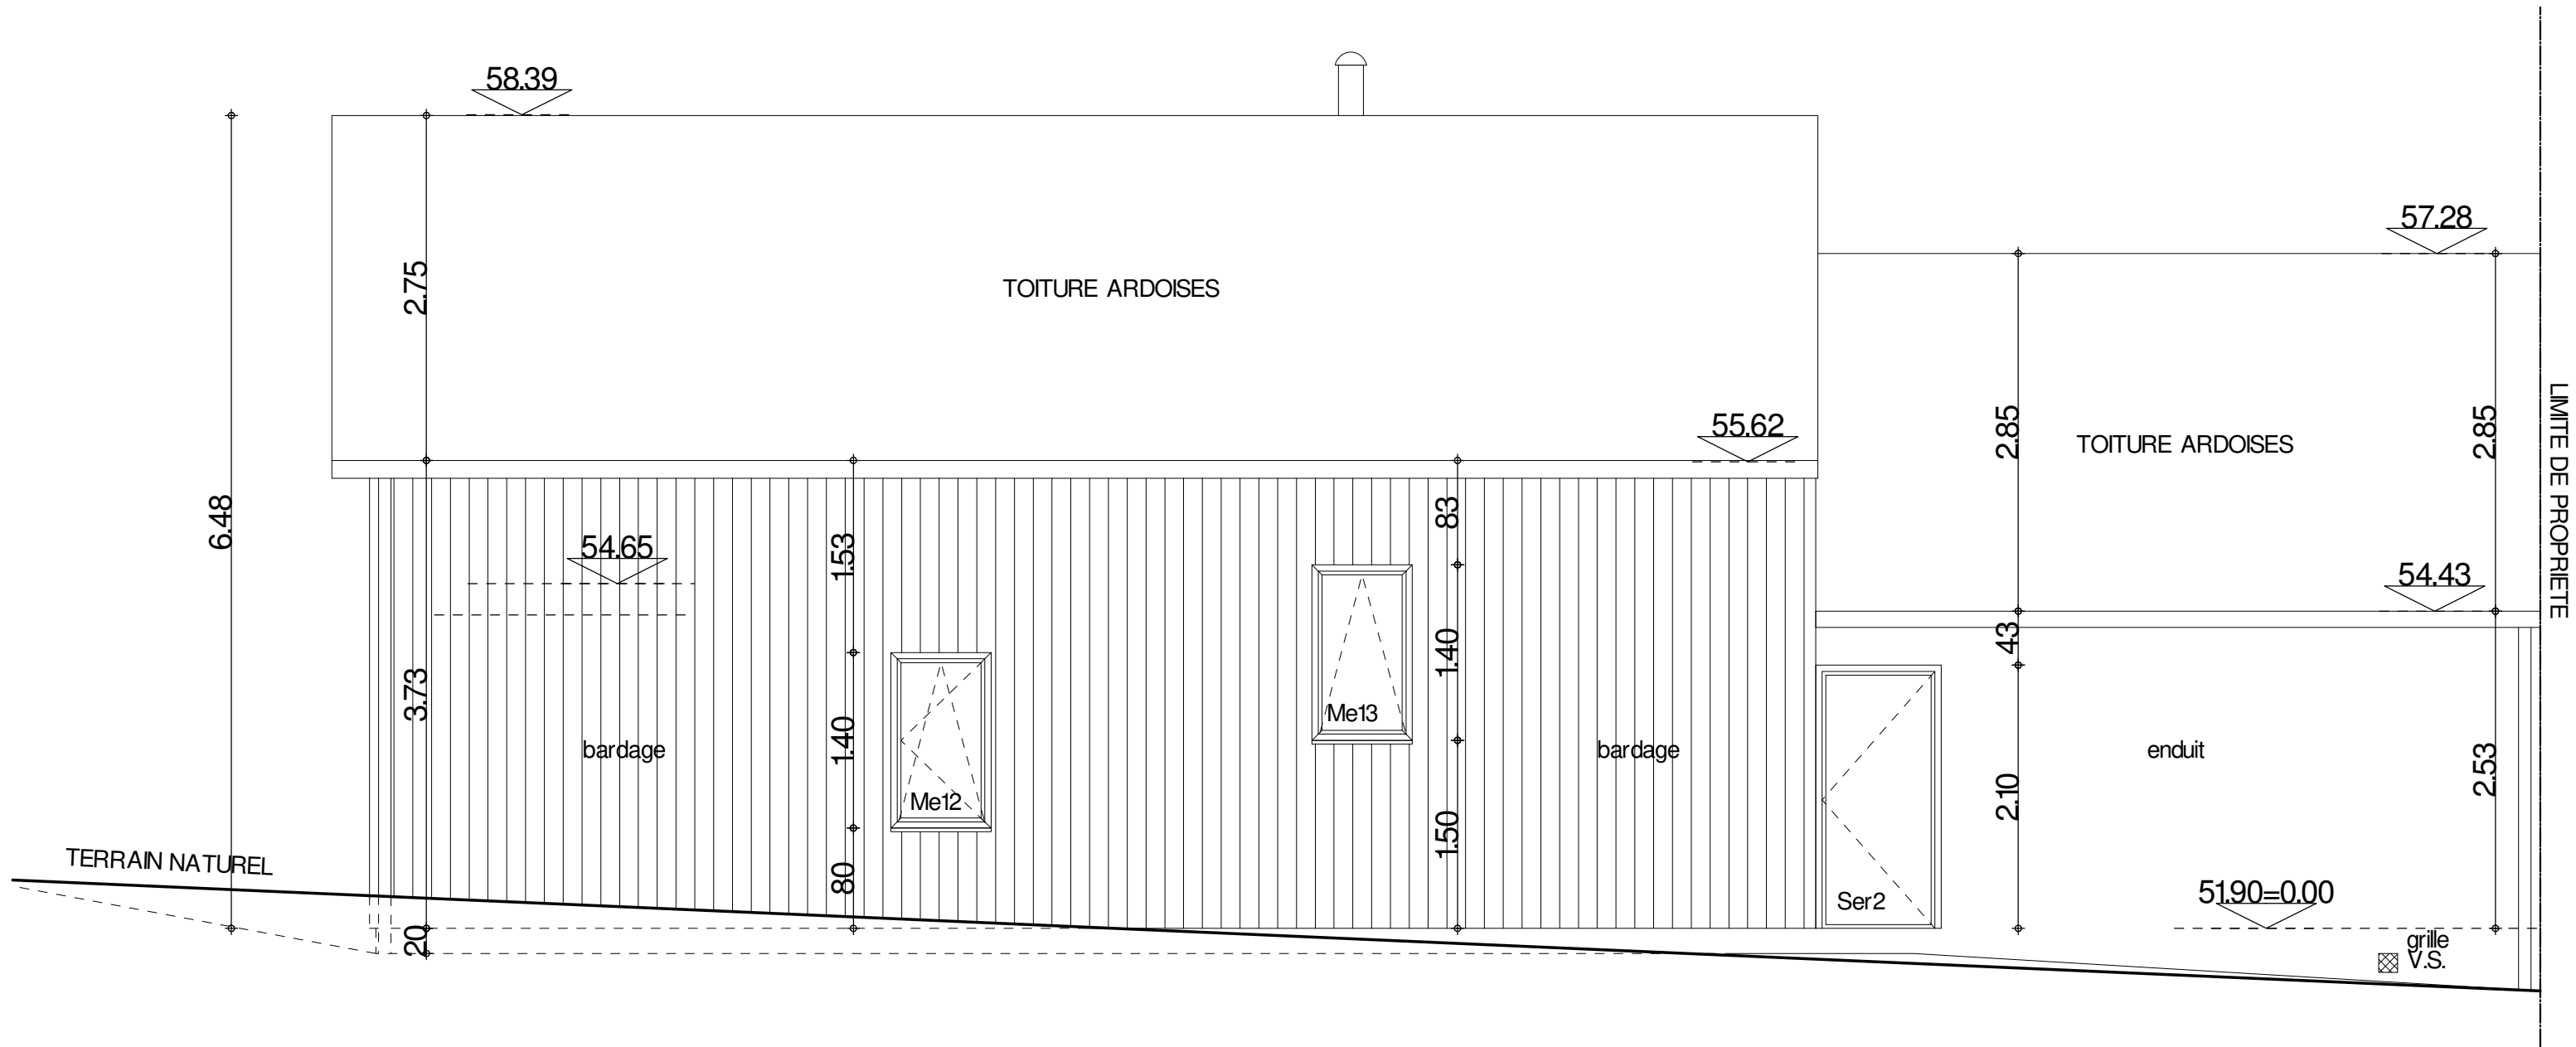 58.39
57.28
2.75
TOITURE ARDOISES
LIMITE DE PROPRIETE
55.62
2.85
TOITURE ARDOISES
2.85
6.48
83
1.53
54.65
54.43
43
1.40
3.73
Me13
1.40
bardage
bardage
enduit
2.53
2.10
Me12
1.50
TERRAIN NATUREL
80
Ser2
51.90=0.00
20
grille
V.S.